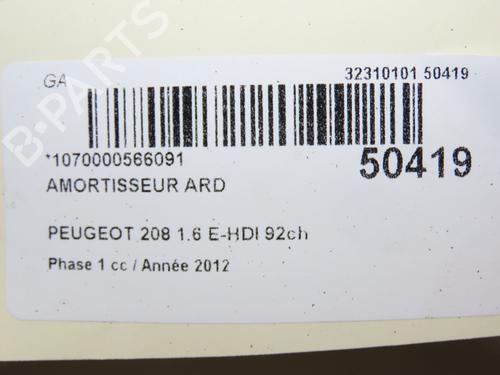 GA
32310101 50419
*1070000566091
50419
AMORTISSEUR ARD
PEUGEOT 208 1.6 E-HDI 92ch
Phase 1 cc / Année 2012
B-PARTS